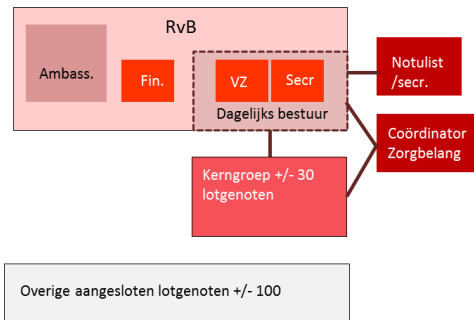 RvB
Ambass.
Fin.
VZ
Secr
Dagelijks bestuur
Notulist
/secr.
Coördinator
Zorgbelang
Kerngroep +/- 30
lotgenoten
Overige aangesloten lotgenoten +/- 100